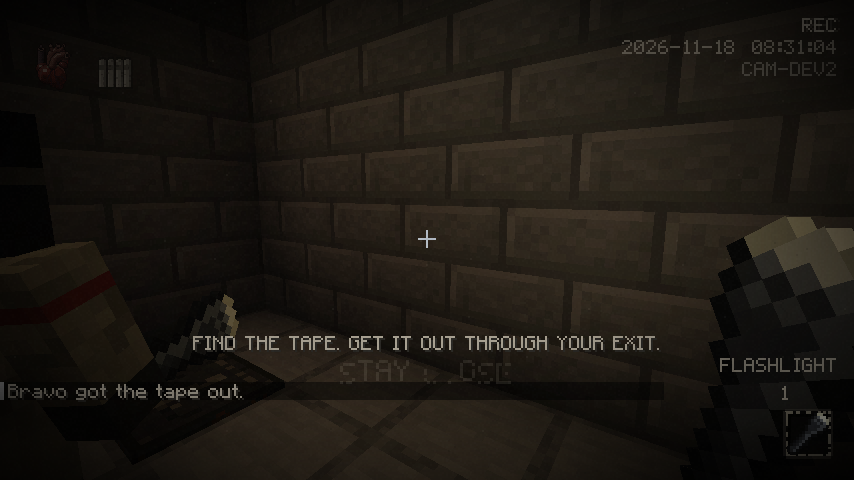 REC
2026-11-18 08:31:04
CAM-DEV2
FIND THE TAPE. GET IT OUT THROUGH YOUR EXIT.
STAY
Bravo got the tape out.
FLASHLIGHT
1